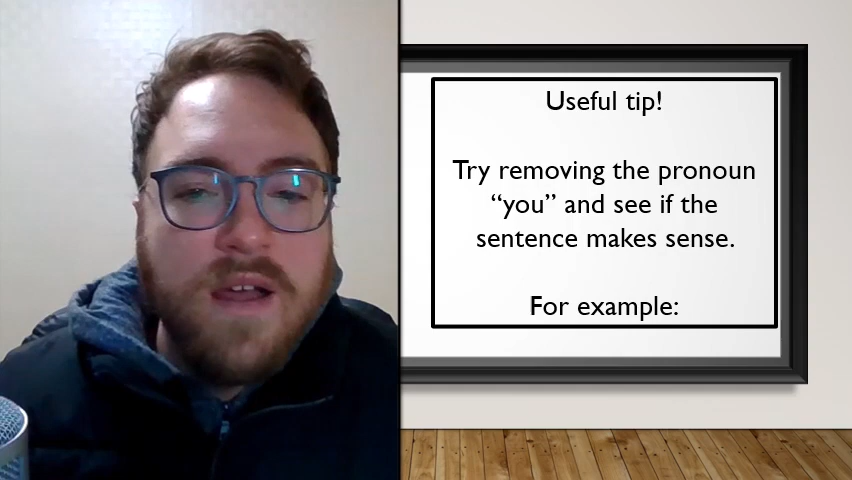 Useful tip!
Try removing the pronoun
“you” and see if the
sentence makes sense.
For example: